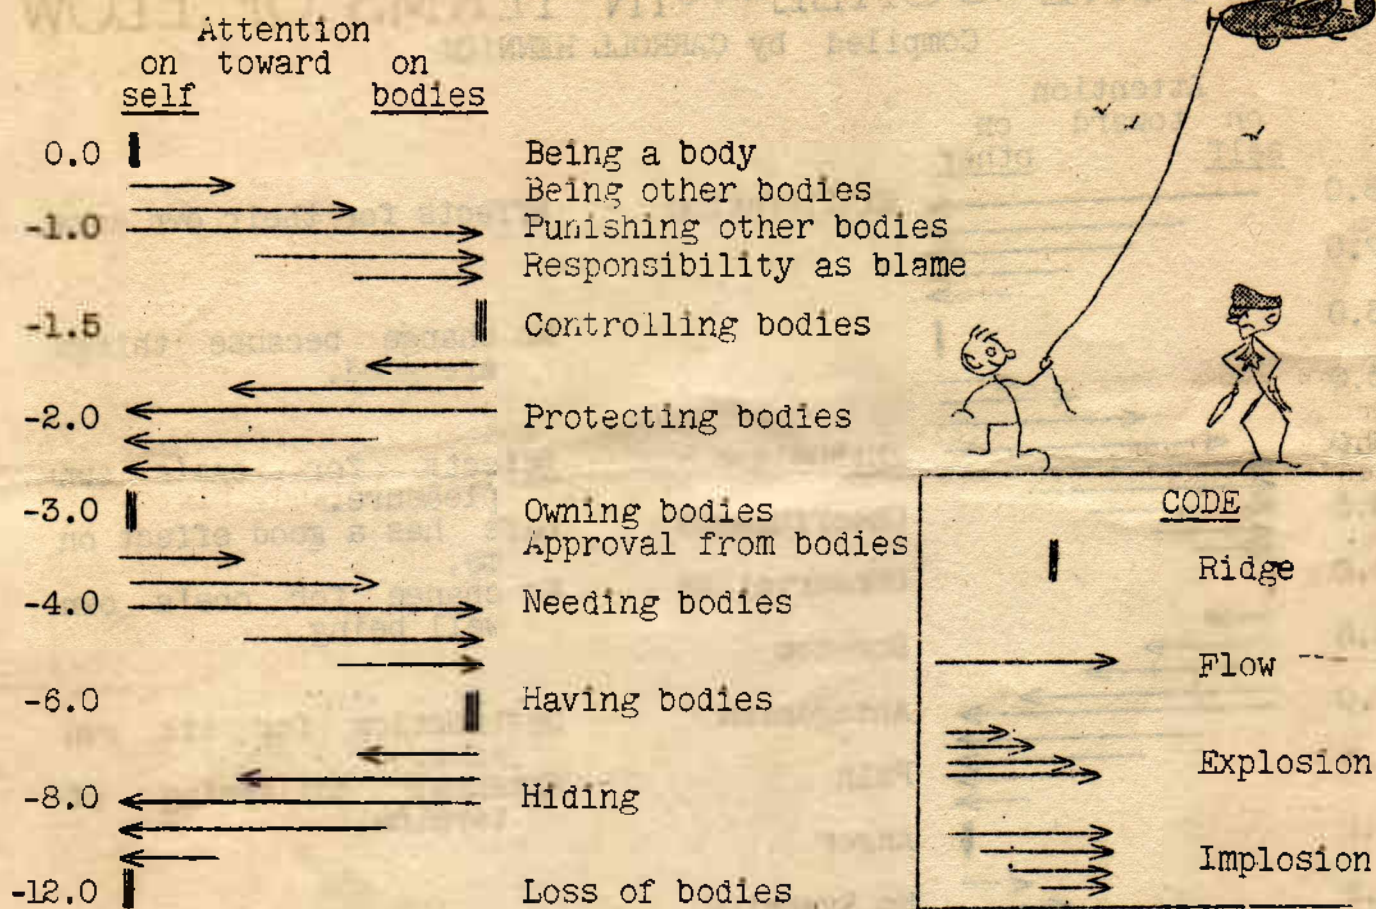 Compiled by CARROLL
Attention
on toward on
self bodies
0.0 Being a body
Being other bodies
-1.0 Punishing other bodies
Responsibility as blame
-1.5 Controlling bodies
-2.0 Protecting bodies
-3.0 Owning bodies
Approval from bodies
-4.0 Needing bodies
-6.0 Having bodies
-8.0 Hiding
-12.0 Loss of bodies
CODE
Ridge
Flow
Explosion
Implosion